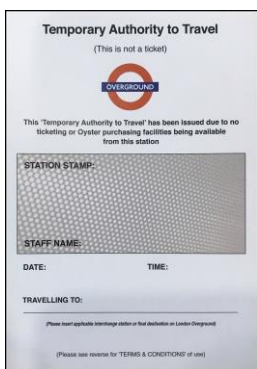 Temporary Authority to Travel
(This is not a ticket)
OVERGROUND
This 'Temporary Authority to Travel' has been issued due to no
ticketing or Oyster purchasing facilities being available
from this station
STATION STAMP:
STAFF NAME:
DATE: TIME:
TRAVELLING TO:
(Please insert applicable interchange station or final destination on London Overground)
(Please see reverse for 'TERMS & CONDITIONS' of use)